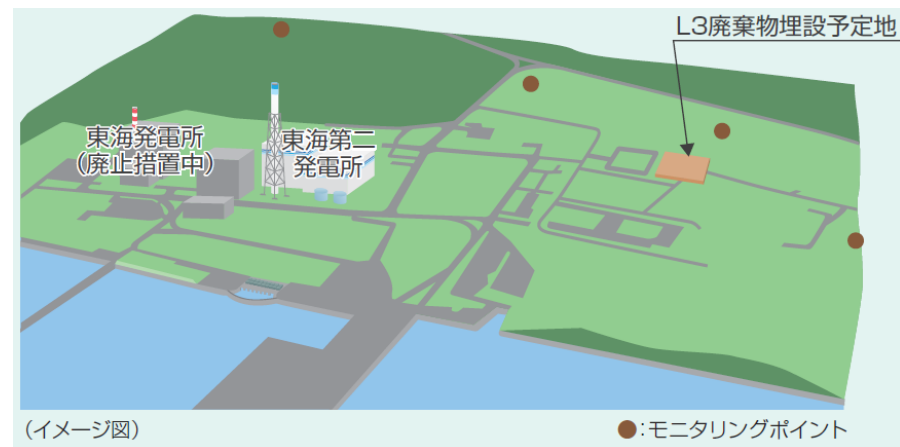 L3廃棄物埋設予定地
東海発電所
（廃止措置中）
東海第二
発電所
（イメージ図）
●：モニタリングポイント